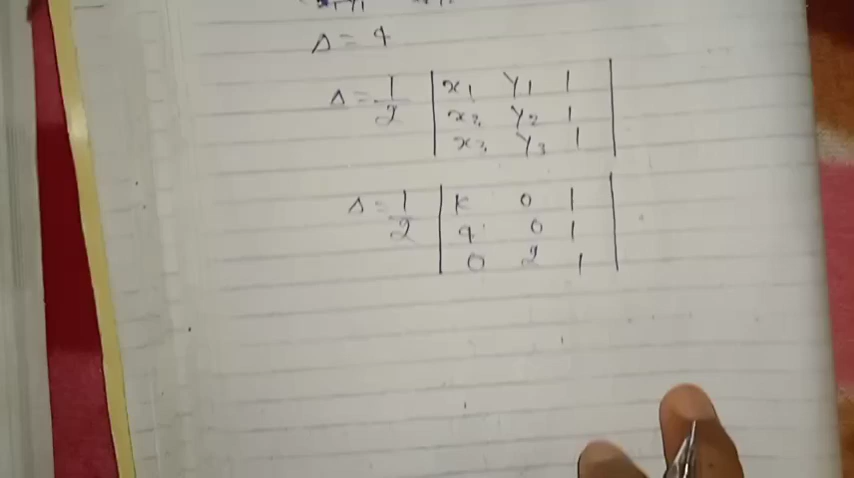 Δ = 4
Δ = 1/2 | x1 y1 1 |
| x2 y2 1 |
| x3 y3 1 |
Δ = 1/2 | k 0 1 |
| 4 0 1 |
| 0 2 1 |